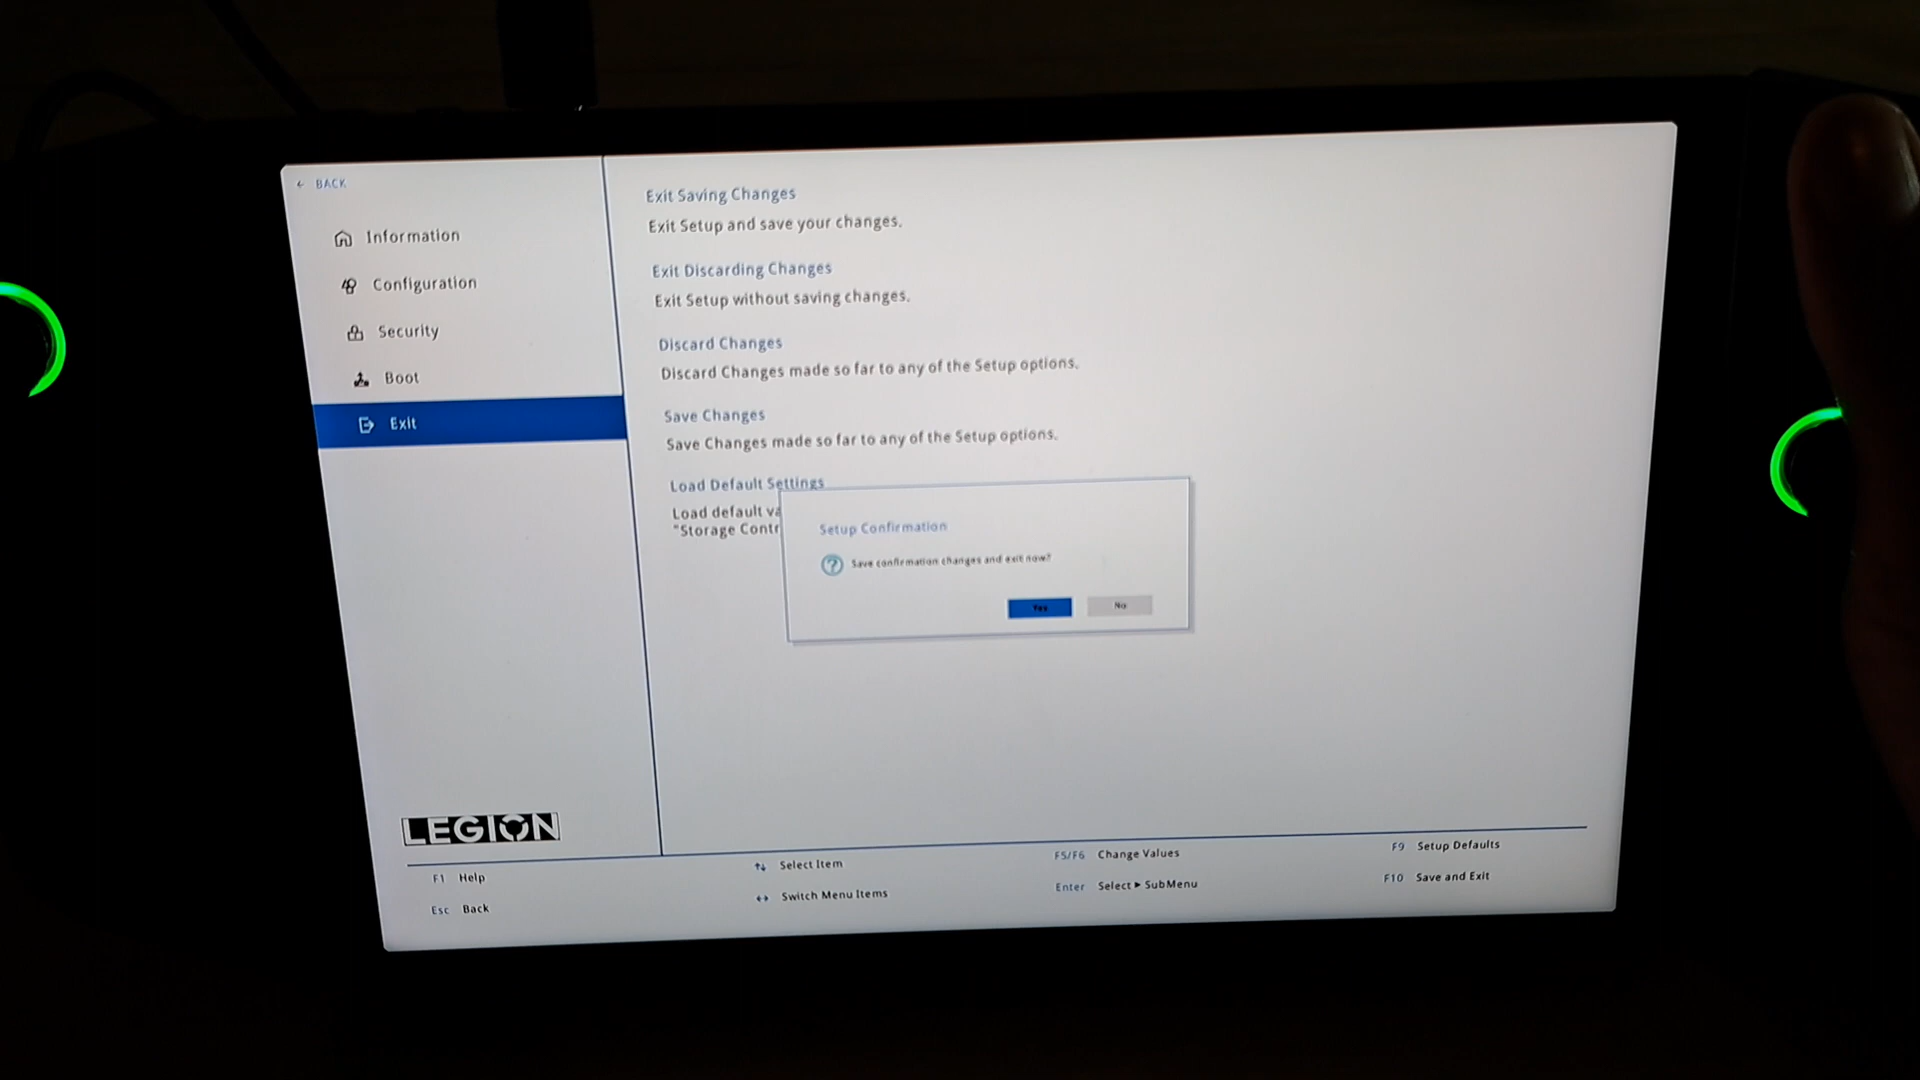 BACK
Information
Configuration
Security
Boot
Exit
Exit Saving Changes
Exit Setup and save your changes.
Exit Discarding Changes
Exit Setup without saving changes.
Discard Changes
Discard Changes made so far to any of the Setup options.
Save Changes
Save Changes made so far to any of the Setup options.
Load Default Settings
Load default va
"Storage Contr
Setup Confirmation
? Save confirmation changes and exit now?
Yes No
LEGION
F1 Help
Esc Back
Select Item
Switch Menu Items
F5/F6 Change Values
Enter Select ▸ SubMenu
F9 Setup Defaults
F10 Save and Exit